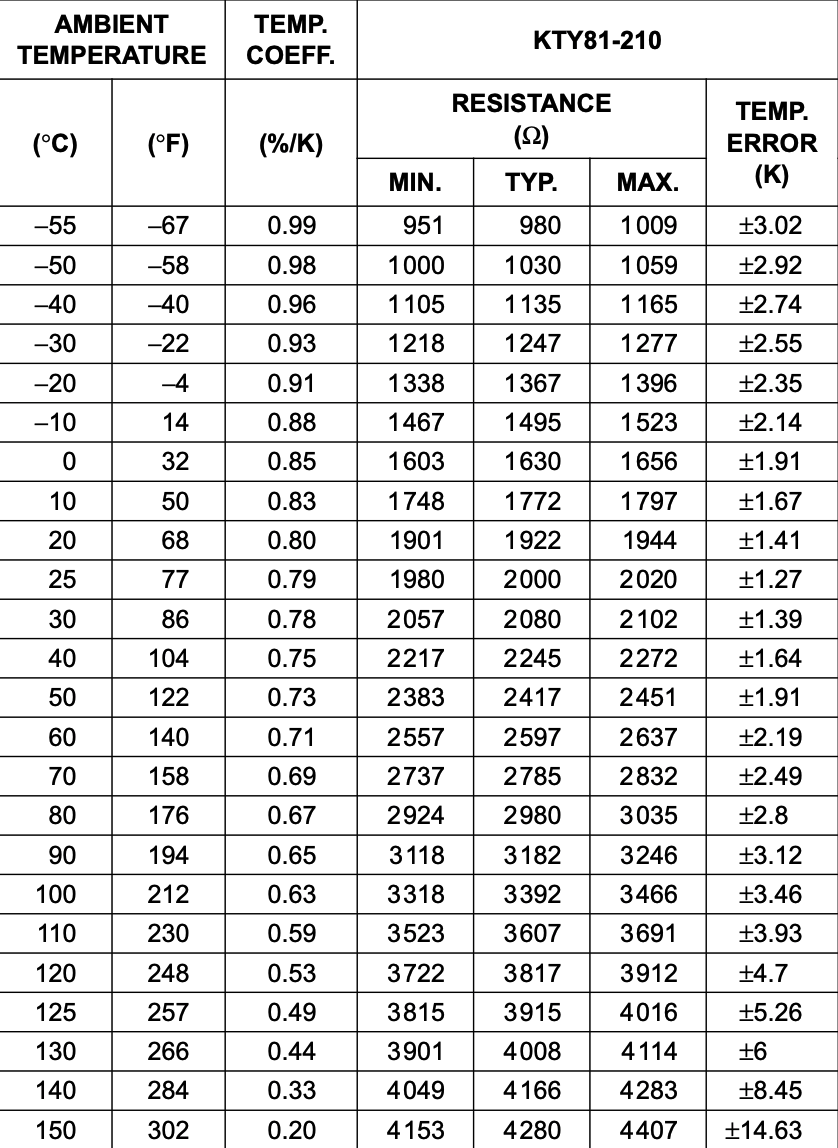 AMBIENT TEMPERATURE TEMP. COEFF. KTY81-210
(°C) (°F) (%/K) RESISTANCE (Ω) TEMP. ERROR (K)
MIN. TYP. MAX.
–55 –67 0.99 951 980 1009 ±3.02
–50 –58 0.98 1000 1030 1059 ±2.92
–40 –40 0.96 1105 1135 1165 ±2.74
–30 –22 0.93 1218 1247 1277 ±2.55
–20 –4 0.91 1338 1367 1396 ±2.35
–10 14 0.88 1467 1495 1523 ±2.14
0 32 0.85 1603 1630 1656 ±1.91
10 50 0.83 1748 1772 1797 ±1.67
20 68 0.80 1901 1922 1944 ±1.41
25 77 0.79 1980 2000 2020 ±1.27
30 86 0.78 2057 2080 2102 ±1.39
40 104 0.75 2217 2245 2272 ±1.64
50 122 0.73 2383 2417 2451 ±1.91
60 140 0.71 2557 2597 2637 ±2.19
70 158 0.69 2737 2785 2832 ±2.49
80 176 0.67 2924 2980 3035 ±2.8
90 194 0.65 3118 3182 3246 ±3.12
100 212 0.63 3318 3392 3466 ±3.46
110 230 0.59 3523 3607 3691 ±3.93
120 248 0.53 3722 3817 3912 ±4.7
125 257 0.49 3815 3915 4016 ±5.26
130 266 0.44 3901 4008 4114 ±6
140 284 0.33 4049 4166 4283 ±8.45
150 302 0.20 4153 4280 4407 ±14.63